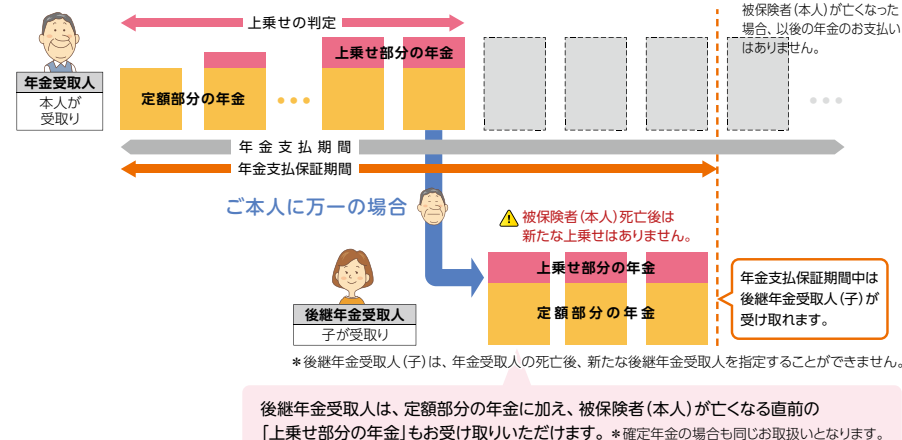 被保険者(本人)が亡くなった
場合、以後の年金のお支払い
はありません。
上乗せの判定
上乗せ部分の年金
年金受取人
本人が
受取り
定額部分の年金
年金支払期間
年金支払保証期間
ご本人に万一の場合
被保険者(本人)死亡後は
新たな上乗せはありません。
上乗せ部分の年金
定額部分の年金
年金支払保証期間中は
後継年金受取人(子)が
受け取れます。
後継年金受取人
子が受取り
*後継年金受取人(子)は、年金受取人の死亡後、新たな後継年金受取人を指定することができません。
後継年金受取人は、定額部分の年金に加え、被保険者(本人)が亡くなる直前の
「上乗せ部分の年金」もお受け取りいただけます。*確定年金の場合も同じお取扱いとなります。